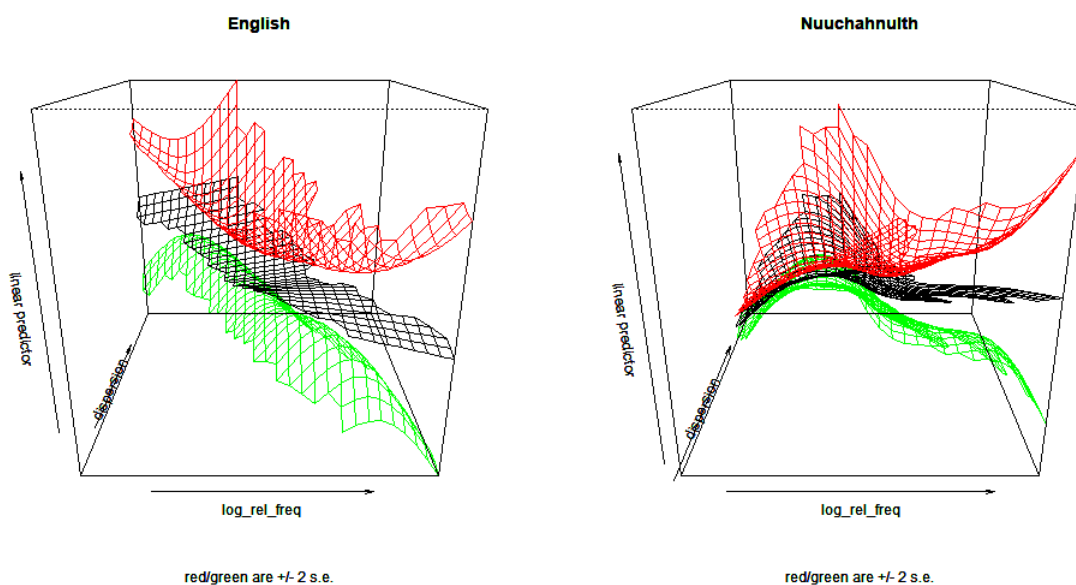 English
linear predictor
dispersion
log_rel_freq
red/green are +/- 2 s.e.
Nuuchahnulth
linear predictor
dispersion
log_rel_freq
red/green are +/- 2 s.e.